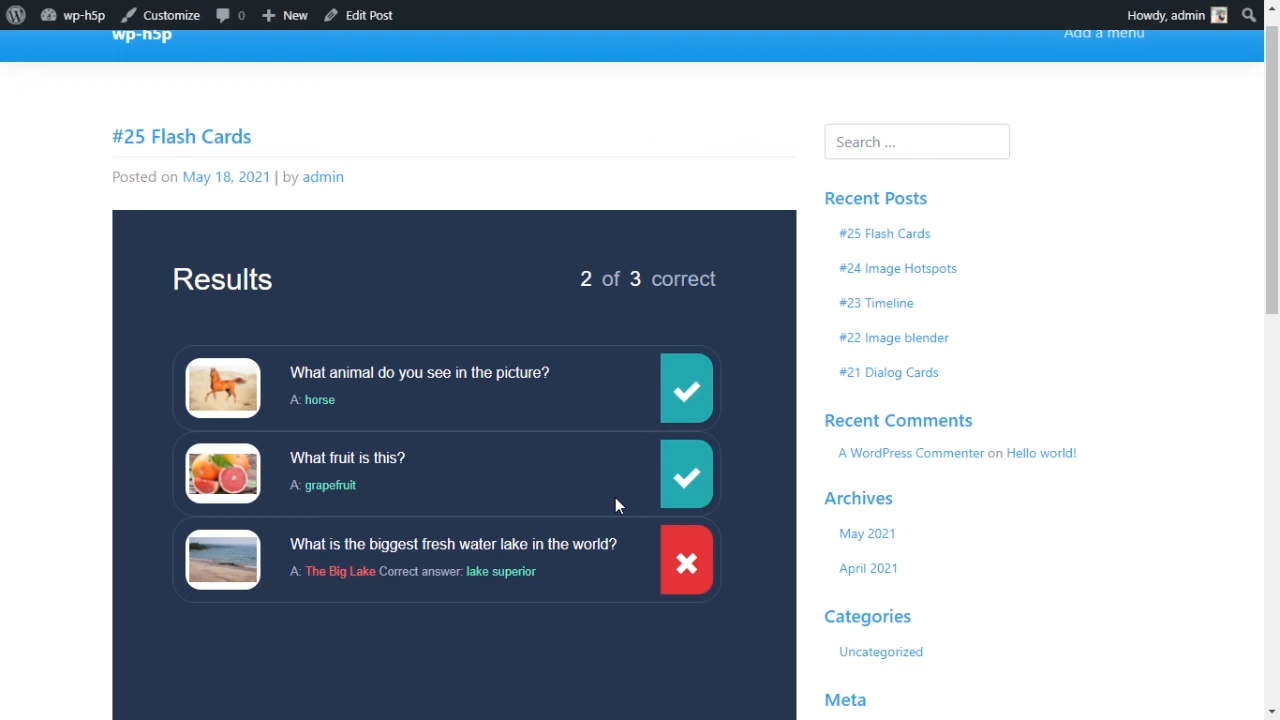 wp-h5p Customize 0 New Edit Post Howdy, admin
wp-h5p Add a menu
#25 Flash Cards
Posted on May 18, 2021 | by admin
Results 2 of 3 correct
What animal do you see in the picture?
A: horse
What fruit is this?
A: grapefruit
What is the biggest fresh water lake in the world?
A: The Big Lake Correct answer: lake superior
Search ...
Recent Posts
#25 Flash Cards
#24 Image Hotspots
#23 Timeline
#22 Image blender
#21 Dialog Cards
Recent Comments
A WordPress Commenter on Hello world!
Archives
May 2021
April 2021
Categories
Uncategorized
Meta